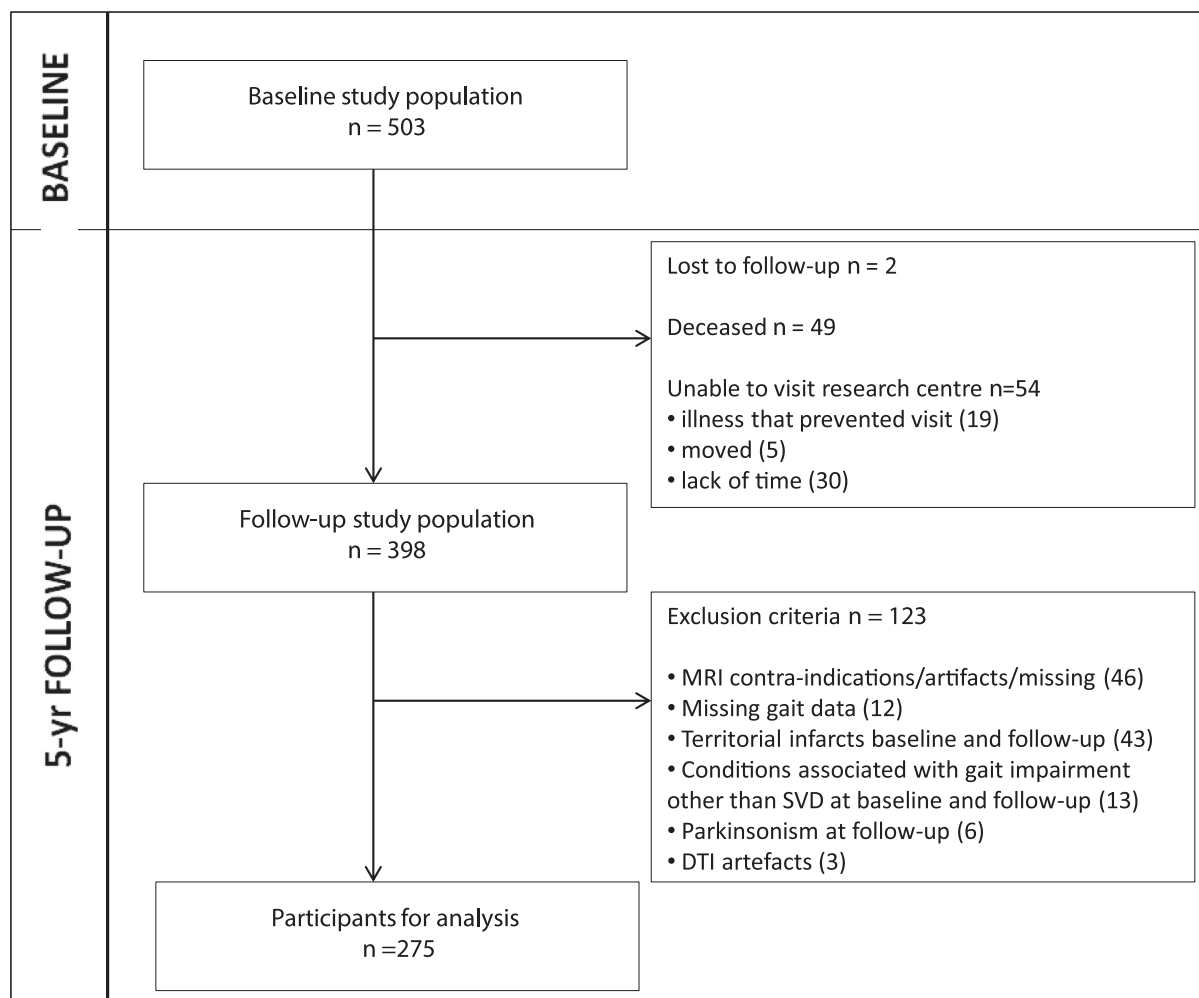 BASELINE
Baseline study population
n = 503
5-yr FOLLOW-UP
Lost to follow-up n = 2
Deceased n = 49
Unable to visit research centre n=54
• illness that prevented visit (19)
• moved (5)
• lack of time (30)
Follow-up study population
n = 398
Exclusion criteria n = 123
• MRI contra-indications/artifacts/missing (46)
• Missing gait data (12)
• Territorial infarcts baseline and follow-up (43)
• Conditions associated with gait impairment
other than SVD at baseline and follow-up (13)
• Parkinsonism at follow-up (6)
• DTI artefacts (3)
Participants for analysis
n =275